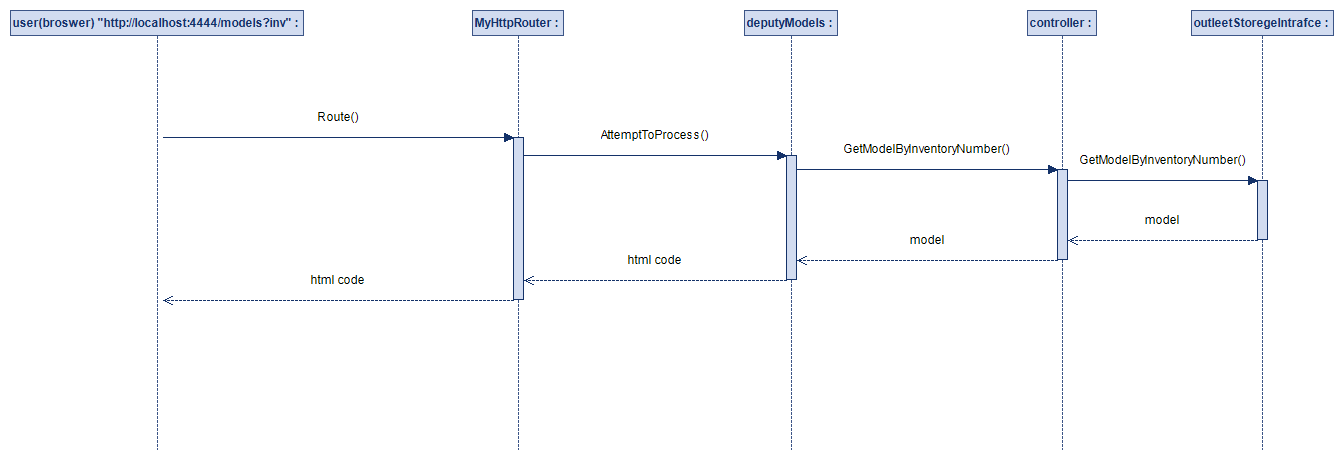 user(broswer) "http://localhost:4444/models?inv" :
MyHttpRouter :
deputyModels :
controller :
outleetStoregeIntrafce :
Route()
AttemptToProcess()
GetModelByInventoryNumber()
GetModelByInventoryNumber()
model
model
html code
html code